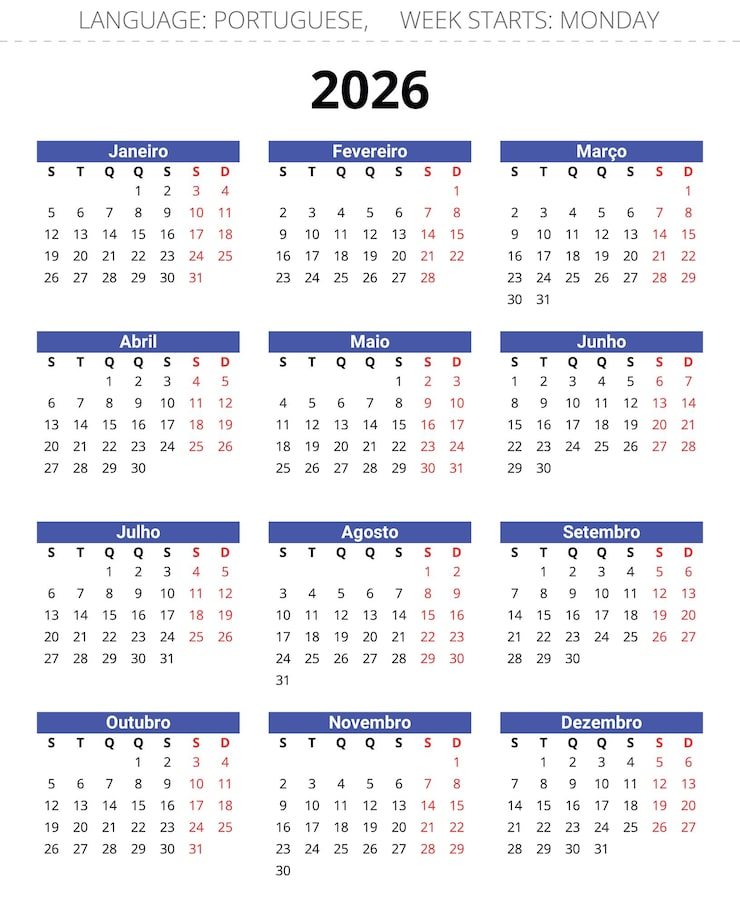 LANGUAGE: PORTUGUESE, WEEK STARTS: MONDAY
2026
Janeiro
S T Q Q S S D
1 2 3 4
5 6 7 8 9 10 11
12 13 14 15 16 17 18
19 20 21 22 23 24 25
26 27 28 29 30 31
Fevereiro
S T Q Q S S D
1
2 3 4 5 6 7 8
9 10 11 12 13 14 15
16 17 18 19 20 21 22
23 24 25 26 27 28
Março
S T Q Q S S D
1
2 3 4 5 6 7 8
9 10 11 12 13 14 15
16 17 18 19 20 21 22
23 24 25 26 27 28 29
30 31
Abril
S T Q Q S S D
1 2 3 4 5
6 7 8 9 10 11 12
13 14 15 16 17 18 19
20 21 22 23 24 25 26
27 28 29 30
Maio
S T Q Q S S D
1 2 3
4 5 6 7 8 9 10
11 12 13 14 15 16 17
18 19 20 21 22 23 24
25 26 27 28 29 30 31
Junho
S T Q Q S S D
1 2 3 4 5 6 7
8 9 10 11 12 13 14
15 16 17 18 19 20 21
22 23 24 25 26 27 28
29 30
Julho
S T Q Q S S D
1 2 3 4 5
6 7 8 9 10 11 12
13 14 15 16 17 18 19
20 21 22 23 24 25 26
27 28 29 30 31
Agosto
S T Q Q S S D
1 2
3 4 5 6 7 8 9
10 11 12 13 14 15 16
17 18 19 20 21 22 23
24 25 26 27 28 29 30
31
Setembro
S T Q Q S S D
1 2 3 4 5 6
7 8 9 10 11 12 13
14 15 16 17 18 19 20
21 22 23 24 25 26 27
28 29 30
Outubro
S T Q Q S S D
1 2 3 4
5 6 7 8 9 10 11
12 13 14 15 16 17 18
19 20 21 22 23 24 25
26 27 28 29 30 31
Novembro
S T Q Q S S D
1
2 3 4 5 6 7 8
9 10 11 12 13 14 15
16 17 18 19 20 21 22
23 24 25 26 27 28 29
30
Dezembro
S T Q Q S S D
1 2 3 4 5 6
7 8 9 10 11 12 13
14 15 16 17 18 19 20
21 22 23 24 25 26 27
28 29 30 31